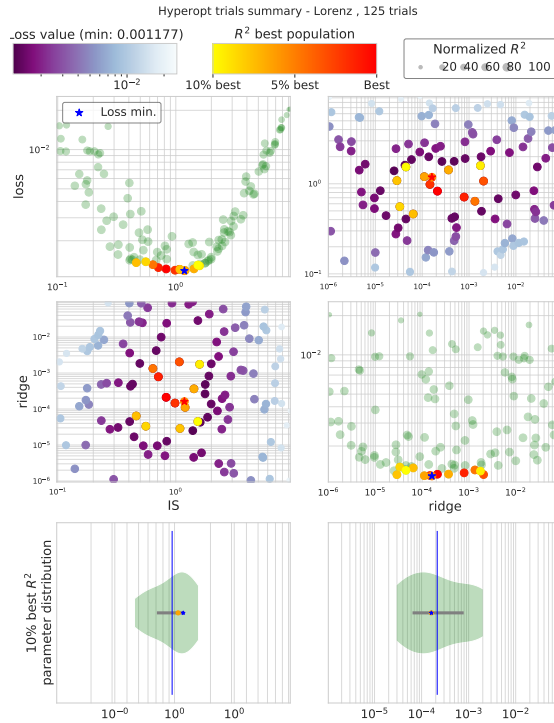 Hyperopt trials summary - Lorenz , 125 trials
Loss value (min: 0.001177)
R² best population
Normalized R²
20 40 60 80 100
10⁻²
10% best 5% best Best
Loss min.
loss
10⁻²
10⁻¹ 10⁰
10⁰
10⁻¹
10⁻⁶ 10⁻⁵ 10⁻⁴ 10⁻³ 10⁻²
ridge
10⁻²
10⁻³
10⁻⁴
10⁻⁵
10⁻⁶
10⁻¹ 10⁰
IS
10⁻²
10⁻⁶ 10⁻⁵ 10⁻⁴ 10⁻³ 10⁻²
ridge
10% best R²
parameter distribution
10⁻⁰ 10⁰ 10⁰
10⁻⁵ 10⁻⁴ 10⁻³ 10⁻²